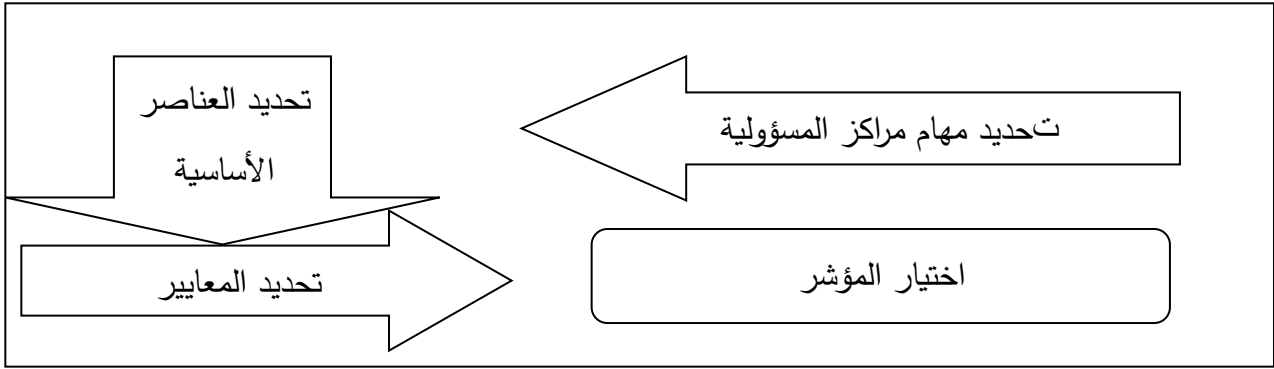 تحديد مهام مراكز المسؤولية
تحديد العناصر
الأساسية
تحديد المعايير
اختيار المؤشر